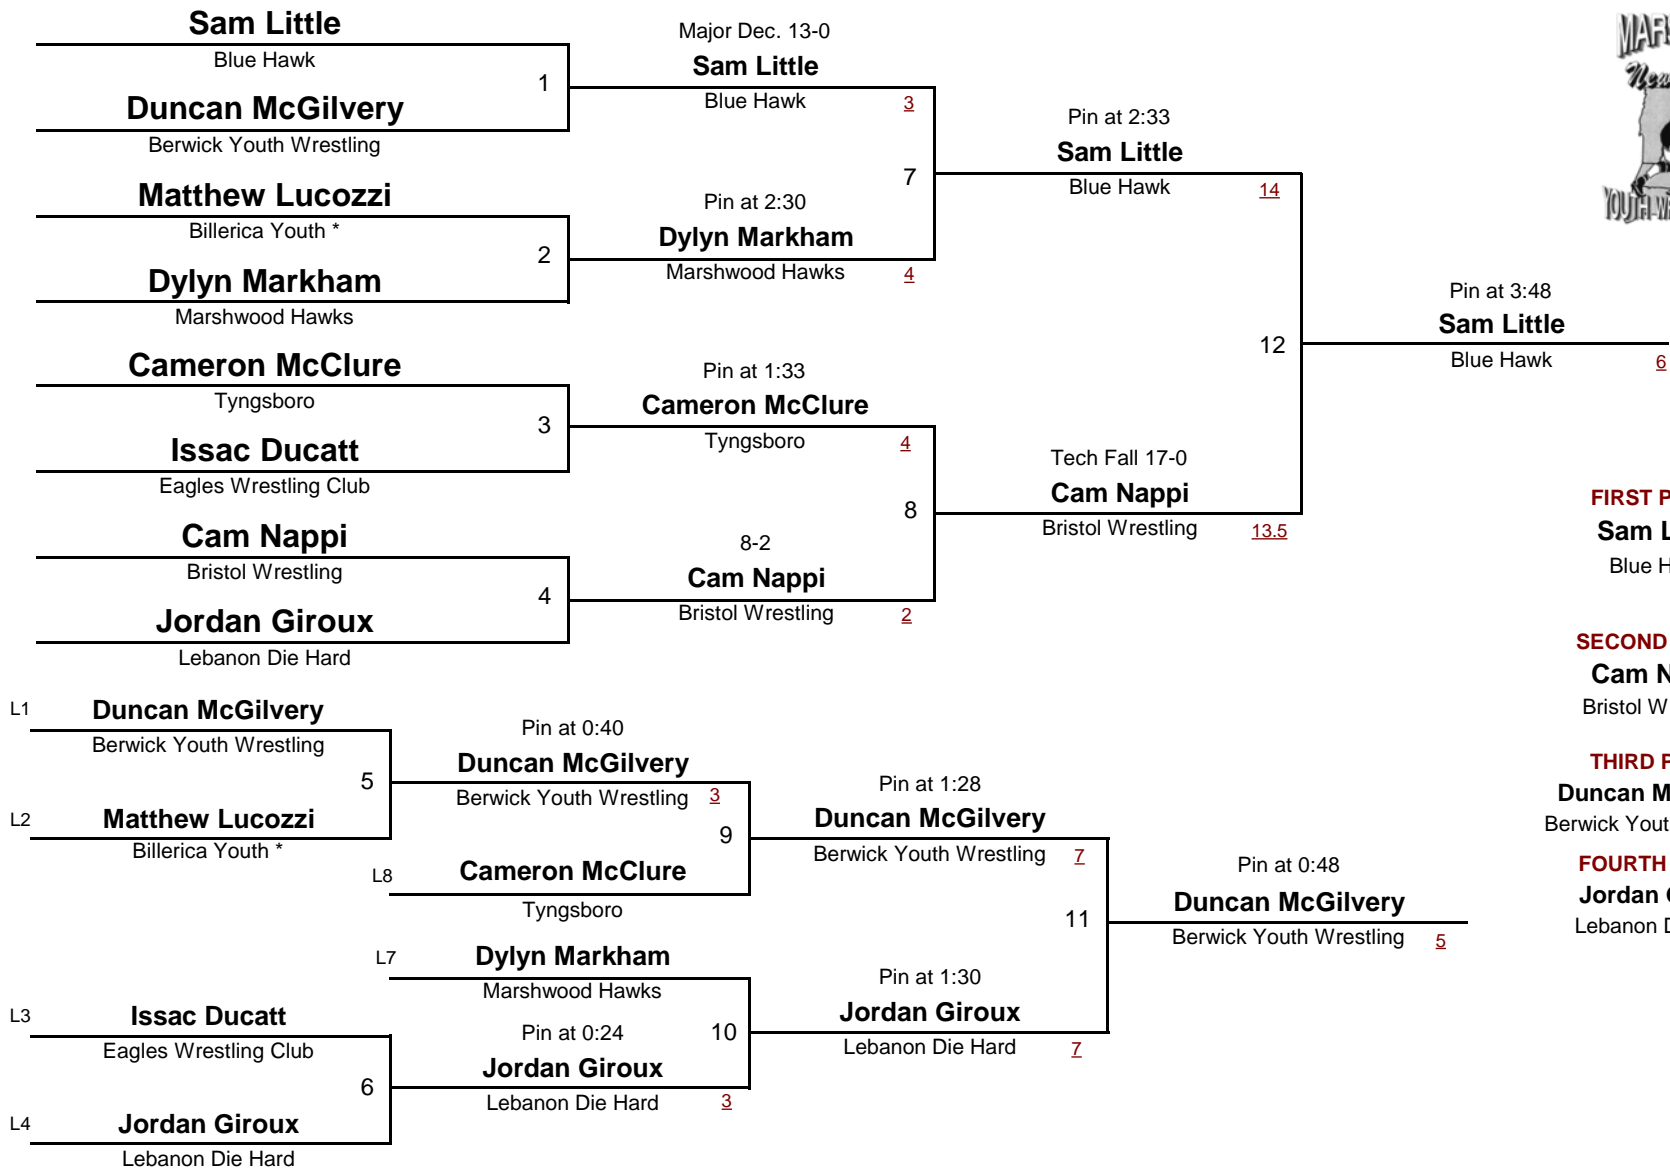 Sam Little
Blue Hawk
1
Duncan McGilvery
Berwick Youth Wrestling
Matthew Lucozzi
Billerica Youth *
2
Dylyn Markham
Marshwood Hawks
Cameron McClure
Tyngsboro
3
Issac Ducatt
Eagles Wrestling Club
Cam Nappi
Bristol Wrestling
4
Jordan Giroux
Lebanon Die Hard
Major Dec. 13-0
Sam Little
Blue Hawk 3
7
Pin at 2:30
Dylyn Markham
Marshwood Hawks 4
Pin at 1:33
Cameron McClure
Tyngsboro 4
8
8-2
Cam Nappi
Bristol Wrestling 2
Pin at 2:33
Sam Little
Blue Hawk 14
12
Tech Fall 17-0
Cam Nappi
Bristol Wrestling 13.5
Pin at 3:48
Sam Little
Blue Hawk 6
L1 Duncan McGilvery
Berwick Youth Wrestling
5
L2 Matthew Lucozzi
Billerica Youth *
L3 Issac Ducatt
Eagles Wrestling Club
6
L4 Jordan Giroux
Lebanon Die Hard
Pin at 0:40
Duncan McGilvery
Berwick Youth Wrestling 3
9
L8 Cameron McClure
Tyngsboro
L7 Dylyn Markham
Marshwood Hawks
Pin at 0:24 10
Jordan Giroux
Lebanon Die Hard 3
Pin at 1:28
Duncan McGilvery
Berwick Youth Wrestling 7
11
Pin at 1:30
Jordan Giroux
Lebanon Die Hard 7
Pin at 0:48
Duncan McGilvery
Berwick Youth Wrestling 5
YOUTH
FIRST P
Sam L
Blue H
SECOND
Cam N
Bristol W
THIRD P
Duncan M
Berwick Yout
FOURTH
Jordan
Lebanon